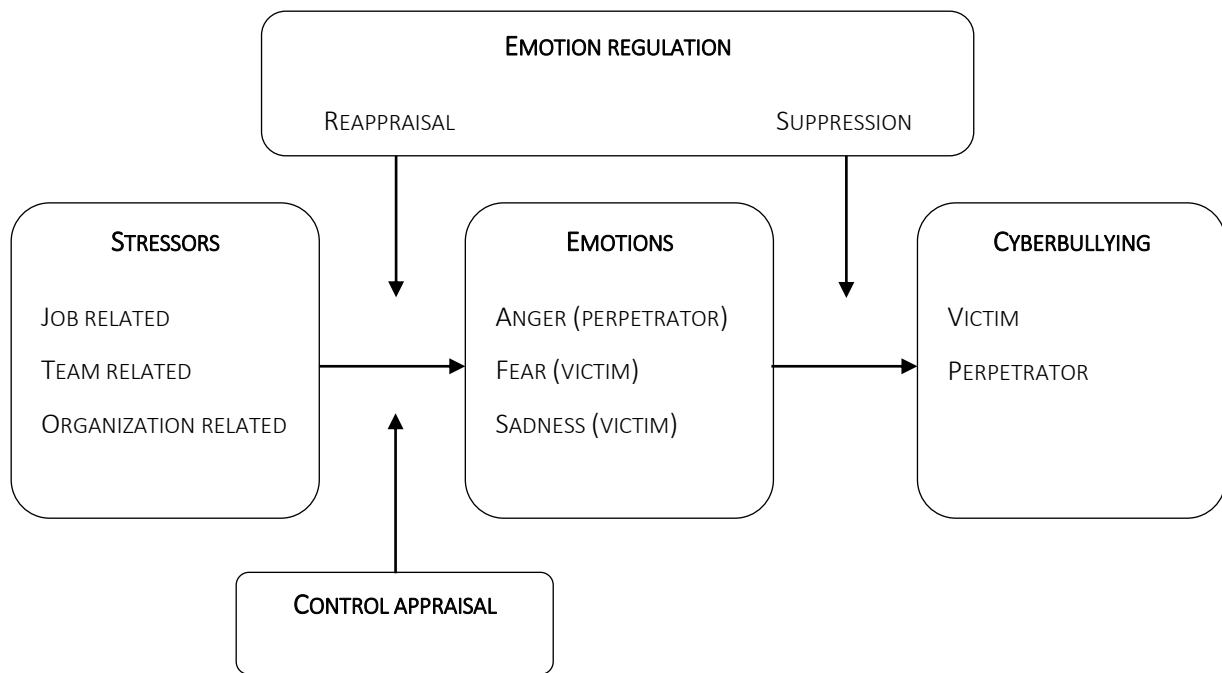 EMOTION REGULATION
REAPPRAISAL
SUPPRESSION
STRESSORS
JOB RELATED
TEAM RELATED
ORGANIZATION RELATED
EMOTIONS
ANGER (PERPETRATOR)
FEAR (VICTIM)
SADNESS (VICTIM)
CYBERBULLYING
VICTIM
PERPETRATOR
CONTROL APPRAISAL